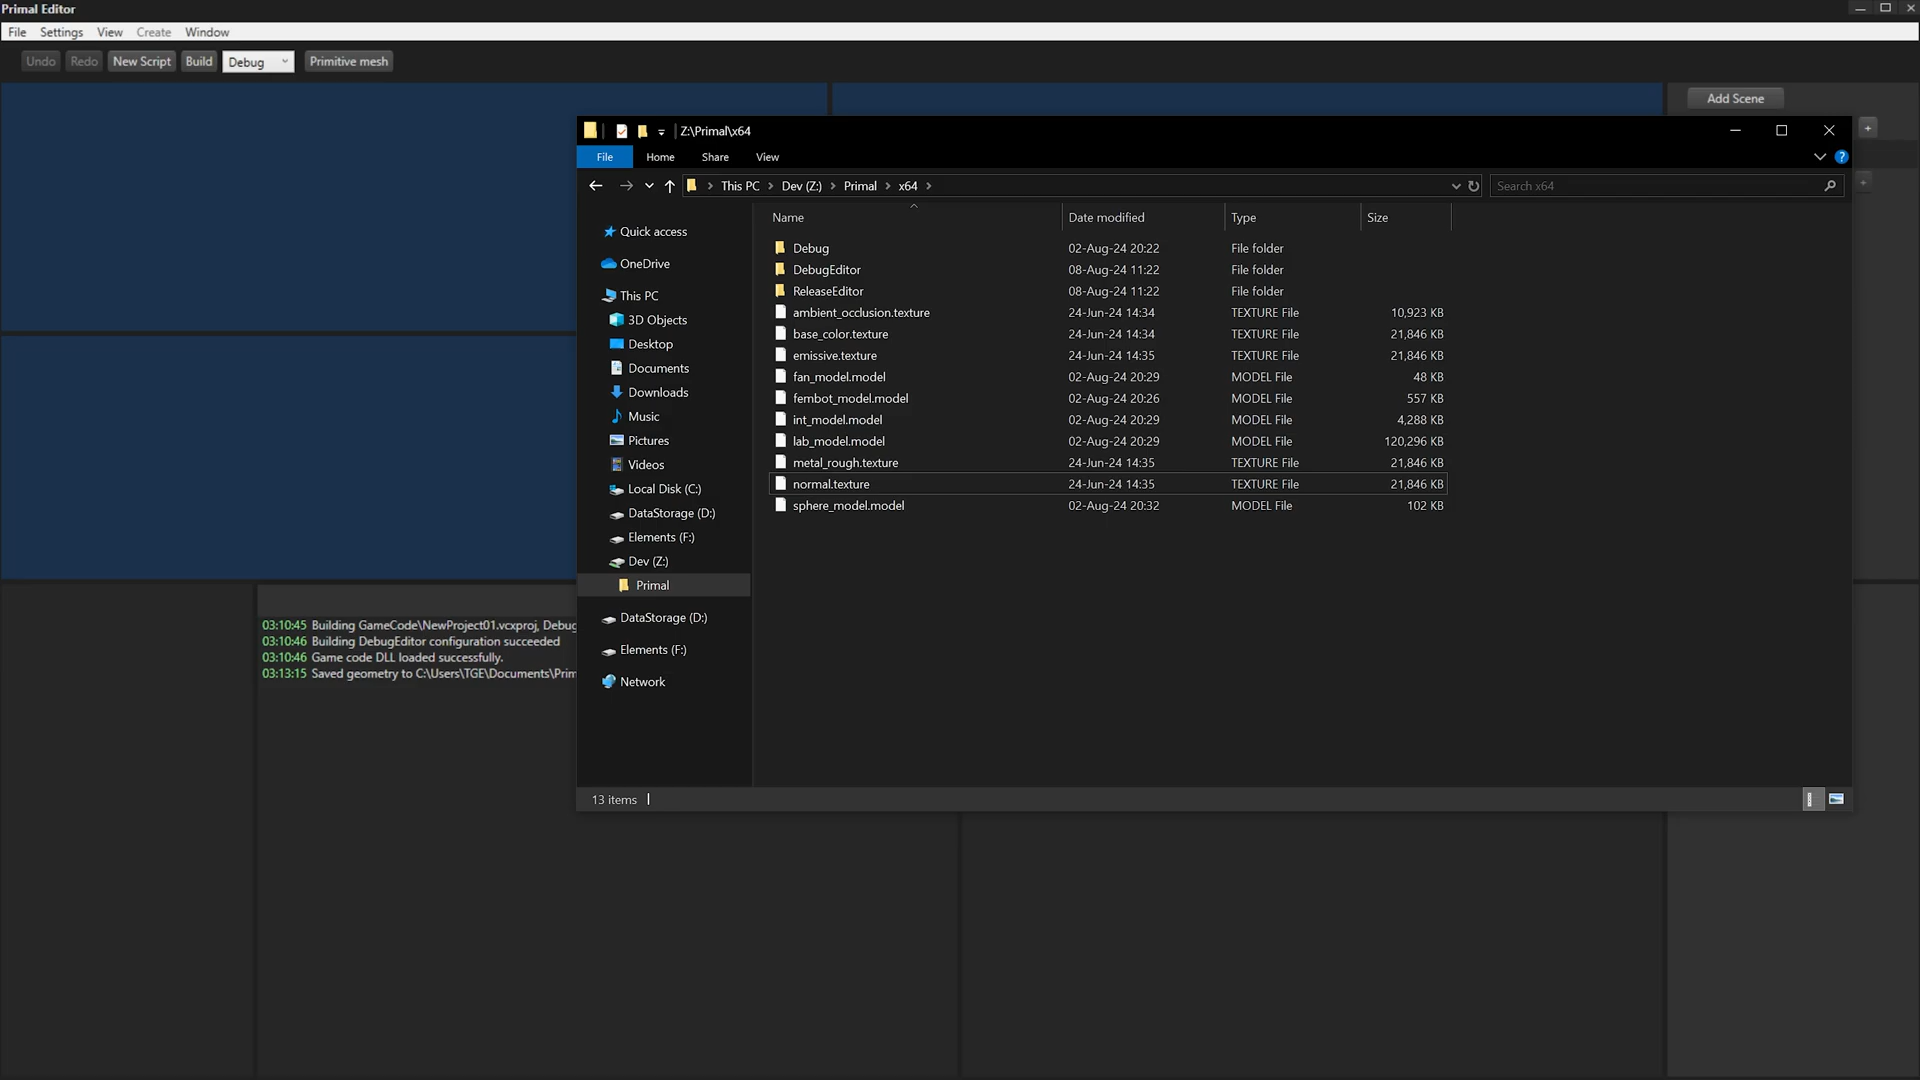 Primal Editor
File Settings View Create Window
Undo Redo New Script Build Debug Primitive mesh
Add Scene
+
+
Z:\Primal\x64
File Home Share View
?
This PC Dev (Z:) Primal x64
Search x64
Name Date modified Type Size
Quick access
OneDrive
This PC
3D Objects
Desktop
Documents
Downloads
Music
Pictures
Videos
Local Disk (C:)
DataStorage (D:)
Elements (F:)
Dev (Z:)
Primal
DataStorage (D:)
Elements (F:)
Network
Debug 02-Aug-24 20:22 File folder
DebugEditor 08-Aug-24 11:22 File folder
ReleaseEditor 08-Aug-24 11:22 File folder
ambient_occlusion.texture 24-Jun-24 14:34 TEXTURE File 10,923 KB
base_color.texture 24-Jun-24 14:34 TEXTURE File 21,846 KB
emissive.texture 24-Jun-24 14:35 TEXTURE File 21,846 KB
fan_model.model 02-Aug-24 20:29 MODEL File 48 KB
fembot_model.model 02-Aug-24 20:26 MODEL File 557 KB
int_model.model 02-Aug-24 20:29 MODEL File 4,288 KB
lab_model.model 02-Aug-24 20:29 MODEL File 120,296 KB
metal_rough.texture 24-Jun-24 14:35 TEXTURE File 21,846 KB
normal.texture 24-Jun-24 14:35 TEXTURE File 21,846 KB
sphere_model.model 02-Aug-24 20:32 MODEL File 102 KB
13 items
03:10:45 Building GameCode\NewProject01.vcxproj, Debug
03:10:46 Building DebugEditor configuration succeeded
03:10:46 Game code DLL loaded successfully.
03:13:15 Saved geometry to C:\Users\TGE\Documents\Prim